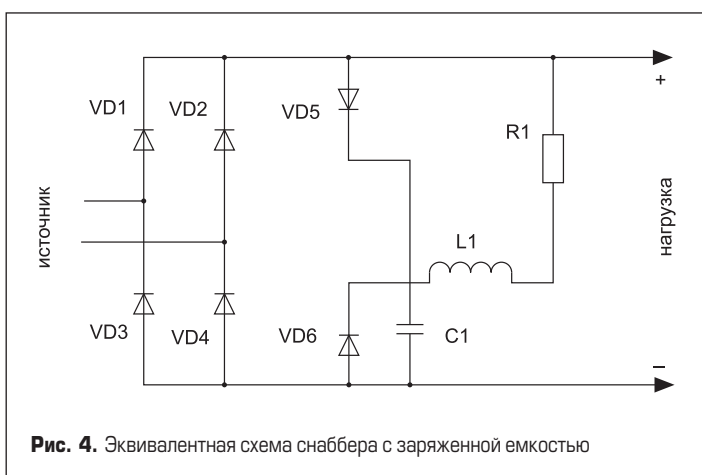 VD1
VD2
VD5
R1
+
источник
нагрузка
L1
VD3
VD4
VD6
C1
–
Рис. 4. Эквивалентная схема снаббера с заряженной емкостью